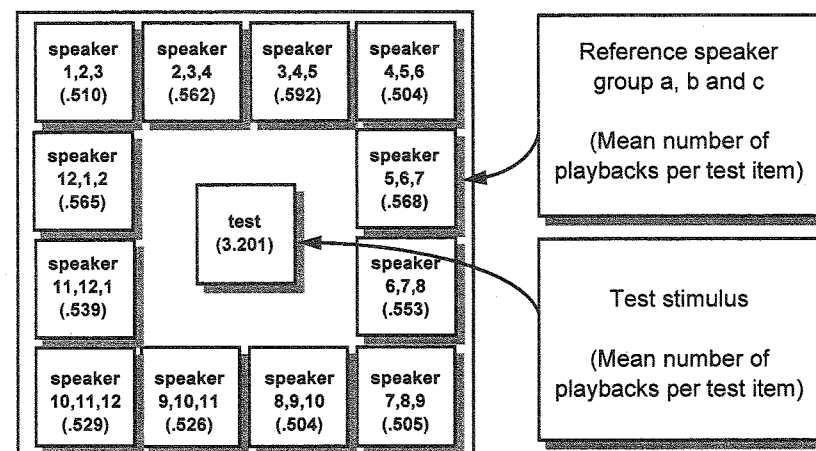 speaker
1,2,3
(.510)
speaker
2,3,4
(.562)
speaker
3,4,5
(.592)
speaker
4,5,6
(.504)
speaker
12,1,2
(.565)
speaker
5,6,7
(.568)
test
(3.201)
speaker
11,12,1
(.539)
speaker
6,7,8
(.553)
speaker
10,11,12
(.529)
speaker
9,10,11
(.526)
speaker
8,9,10
(.504)
speaker
7,8,9
(.505)
Reference speaker
group a, b and c
(Mean number of
playbacks per test item)
Test stimulus
(Mean number of
playbacks per test item)